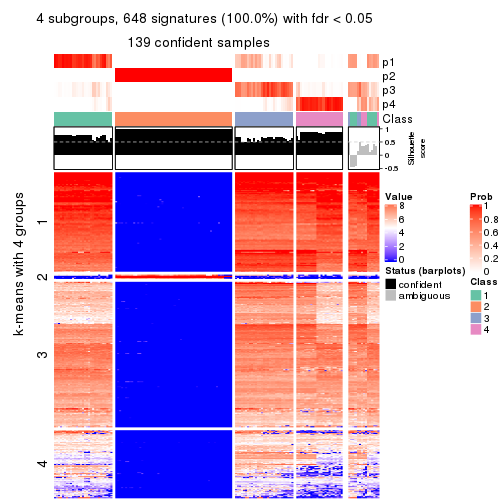 4 subgroups, 648 signatures (100.0%) with fdr < 0.05
139 confident samples
p1
p2
p3
p4
Class
1
0.5
0
-0.5
Silhouette
score
k-means with 4 groups
1
2
3
4
Value
8
6
4
2
0
Status (barplots)
confident
ambiguous
Prob
1
0.8
0.6
0.4
0.2
0
Class
1
2
3
4